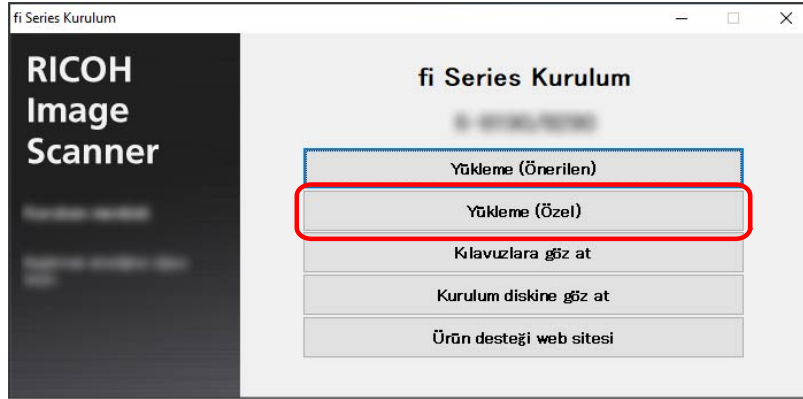 fi Series Kurulum
RICOH
Image
Scanner
fi Series Kurulum
Yükleme (Önerilen)
Yükleme (Özel)
Kılavuzlara göz at
Kurulum diskine göz at
Ürün desteği web sitesi